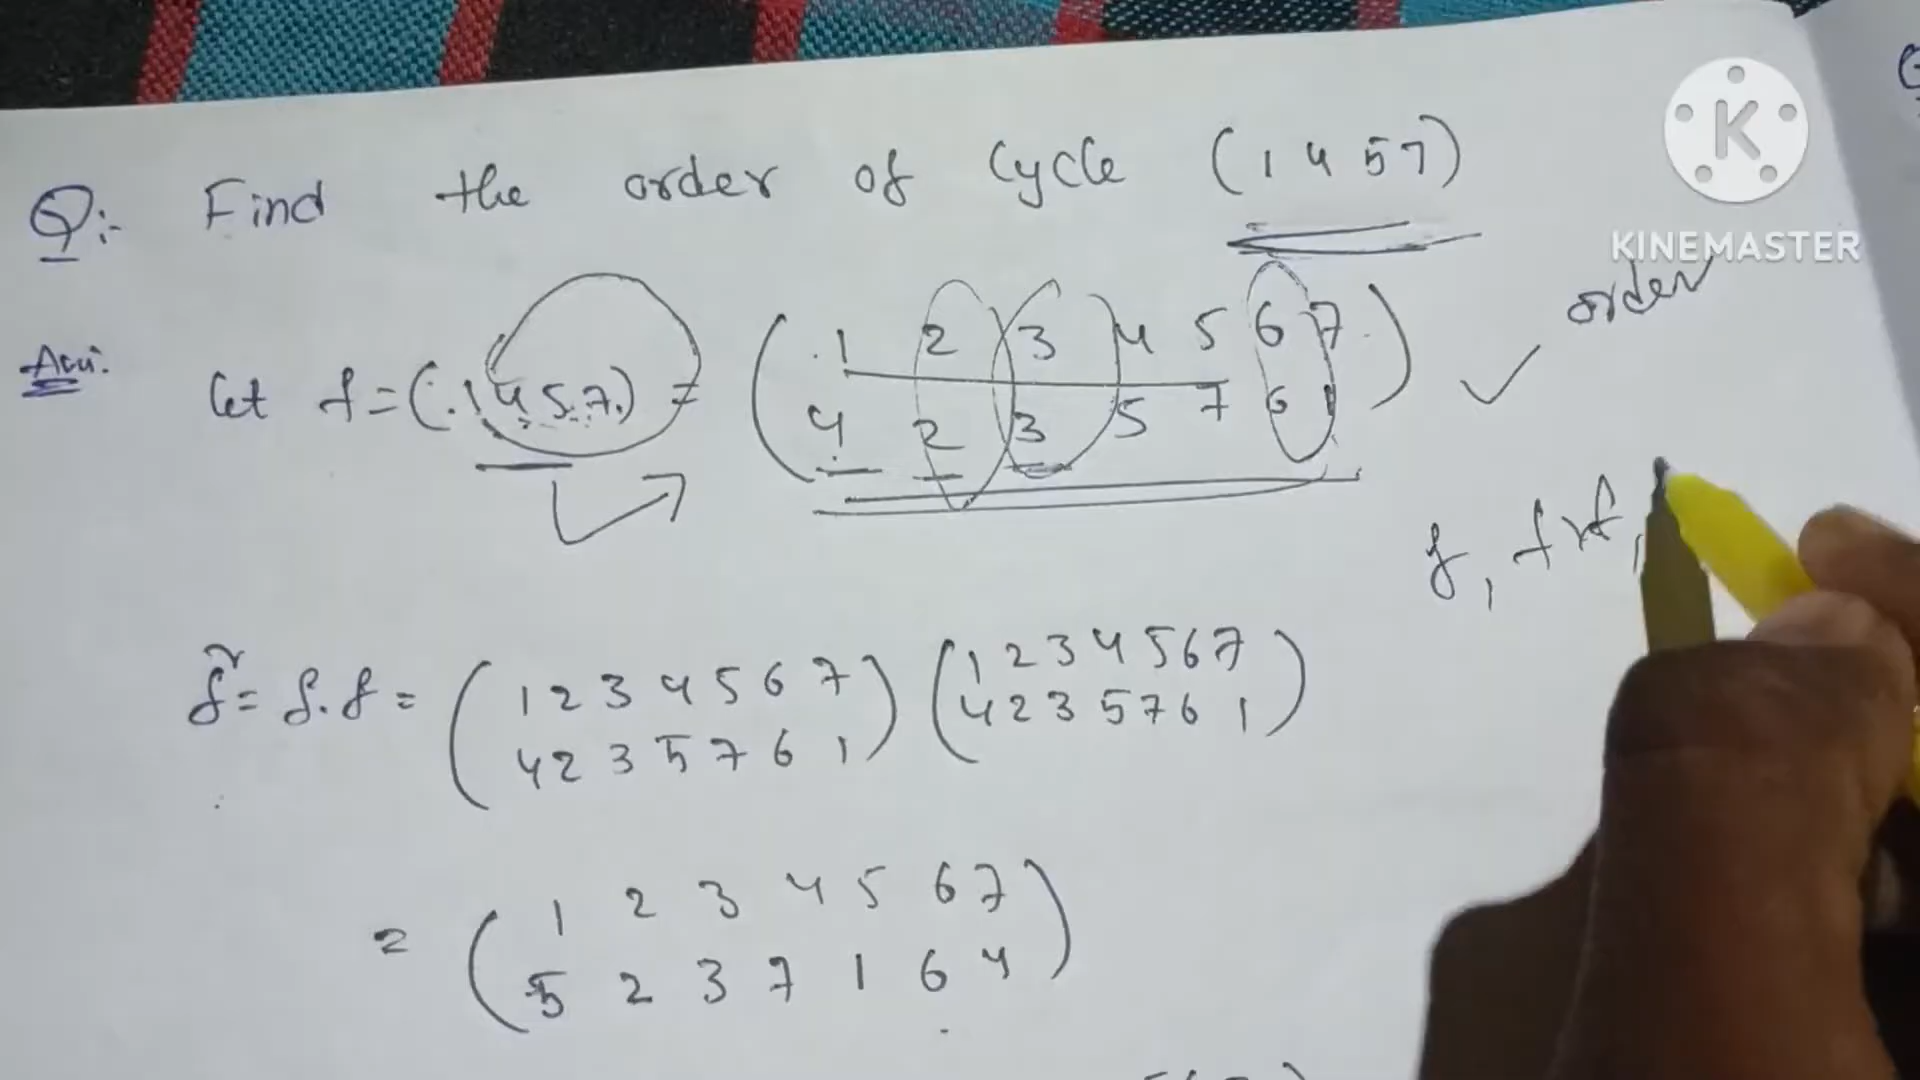 Q:- Find the order of Cycle (1 4 5 7)
KINEMASTER
order
Let f = (1 4 5 7) = ( 1 2 3 4 5 6 7
4 2 3 5 7 6 1 )
f, f×f,
f² = f.f = ( 1 2 3 4 5 6 7
4 2 3 5 7 6 1 ) ( 1 2 3 4 5 6 7
4 2 3 5 7 6 1 )
= ( 1 2 3 4 5 6 7
5 2 3 7 1 6 4 )